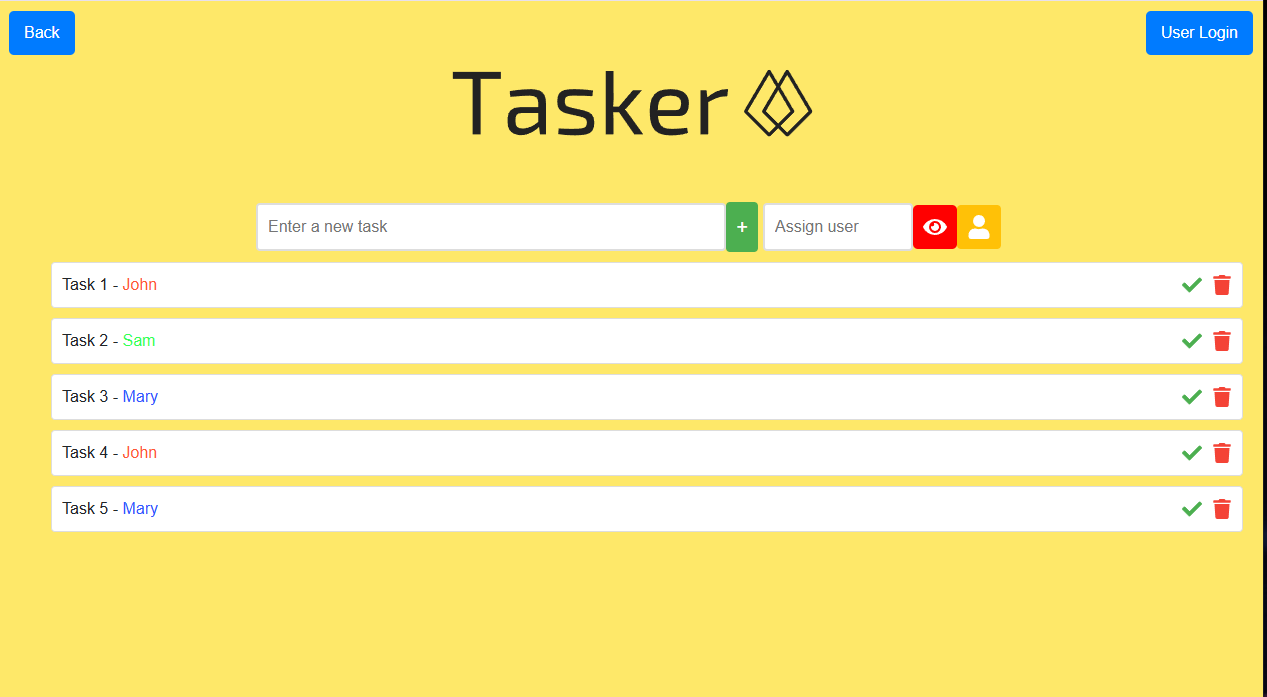 Back
User Login
Tasker
Enter a new task
+
Assign user
Task 1 - John
Task 2 - Sam
Task 3 - Mary
Task 4 - John
Task 5 - Mary